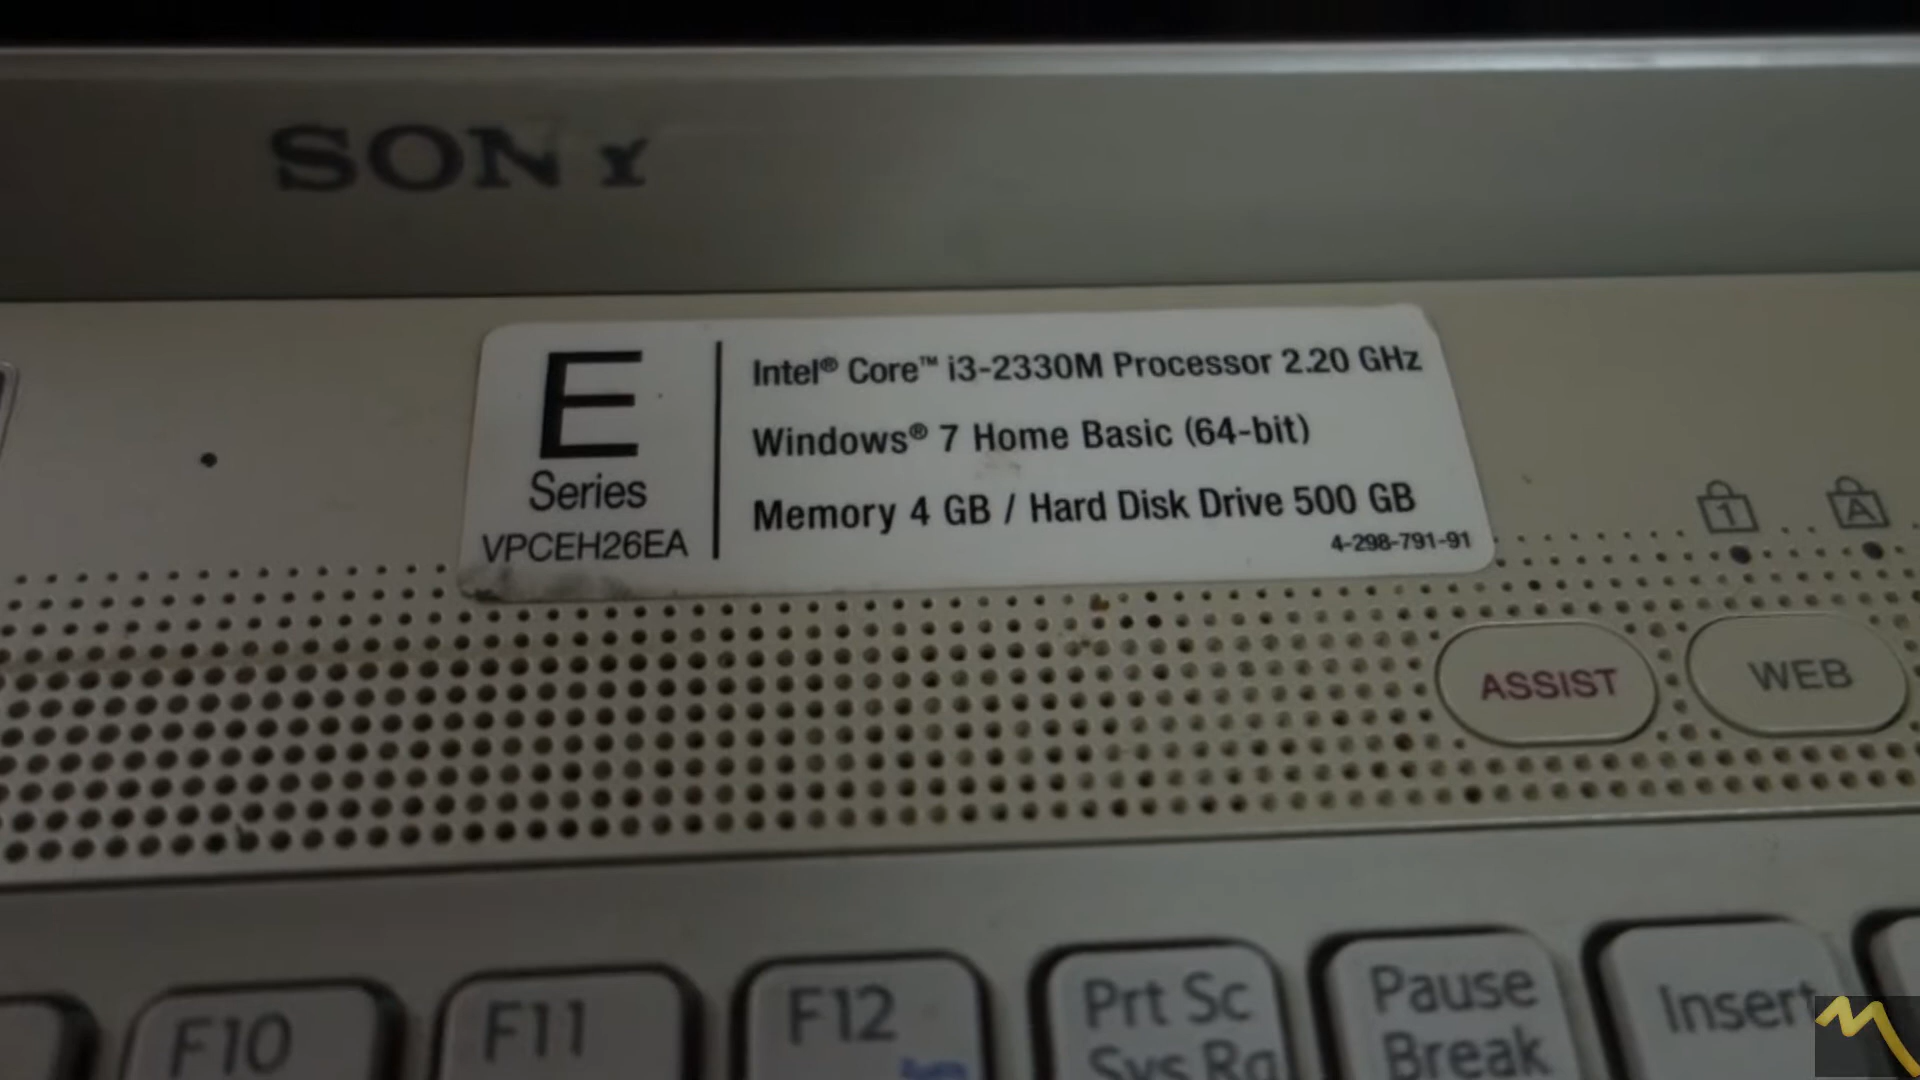 SONY
E
Series
VPCEH26EA
Intel® Core™ i3-2330M Processor 2.20 GHz
Windows® 7 Home Basic (64-bit)
Memory 4 GB / Hard Disk Drive 500 GB
4-298-791-91
1
A
ASSIST
WEB
F10
F11
F12
Prt Sc
Sys Rq
Pause
Break
Insert